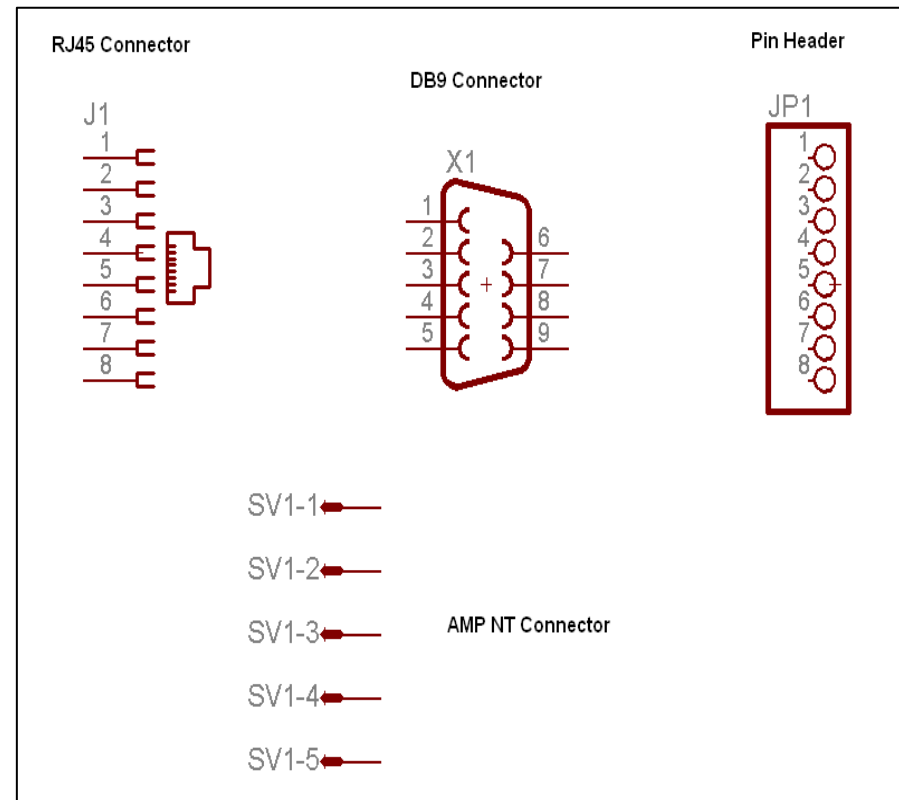 RJ45 Connector
J1
1
2
3
4
5
6
7
8
DB9 Connector
X1
1
2
3
4
5
6
7
8
9
Pin Header
JP1
1
2
3
4
5
6
7
8
SV1-1
SV1-2
SV1-3
SV1-4
SV1-5
AMP NT Connector